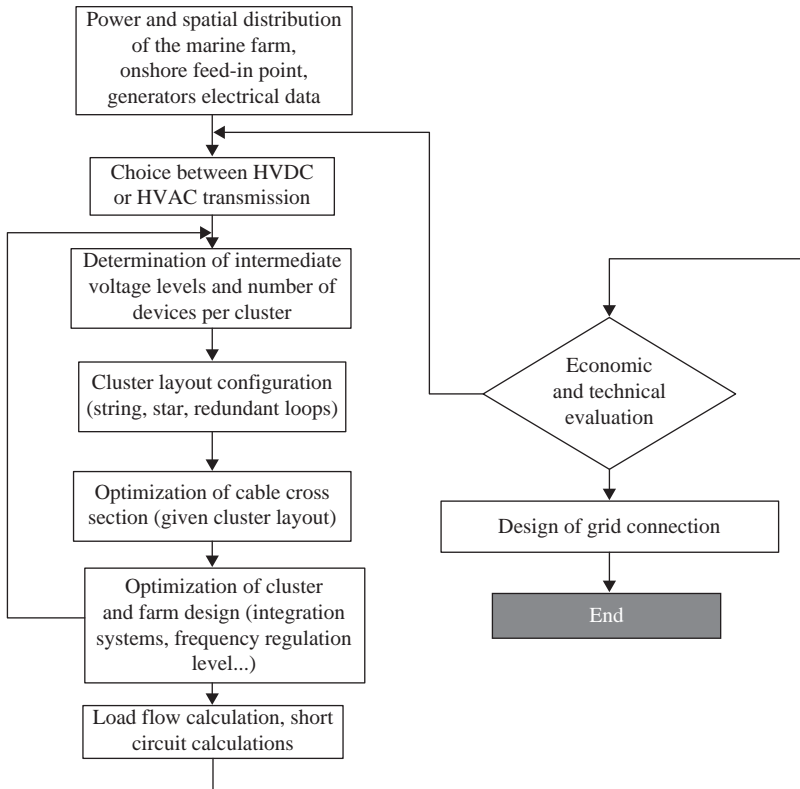 Power and spatial distribution
of the marine farm,
onshore feed-in point,
generators electrical data
Choice between HVDC
or HVAC transmission
Determination of intermediate
voltage levels and number of
devices per cluster
Cluster layout configuration
(string, star, redundant loops)
Optimization of cable cross
section (given cluster layout)
Optimization of cluster
and farm design (integration
systems, frequency regulation
level...)
Load flow calculation, short
circuit calculations
Economic
and technical
evaluation
Design of grid connection
End